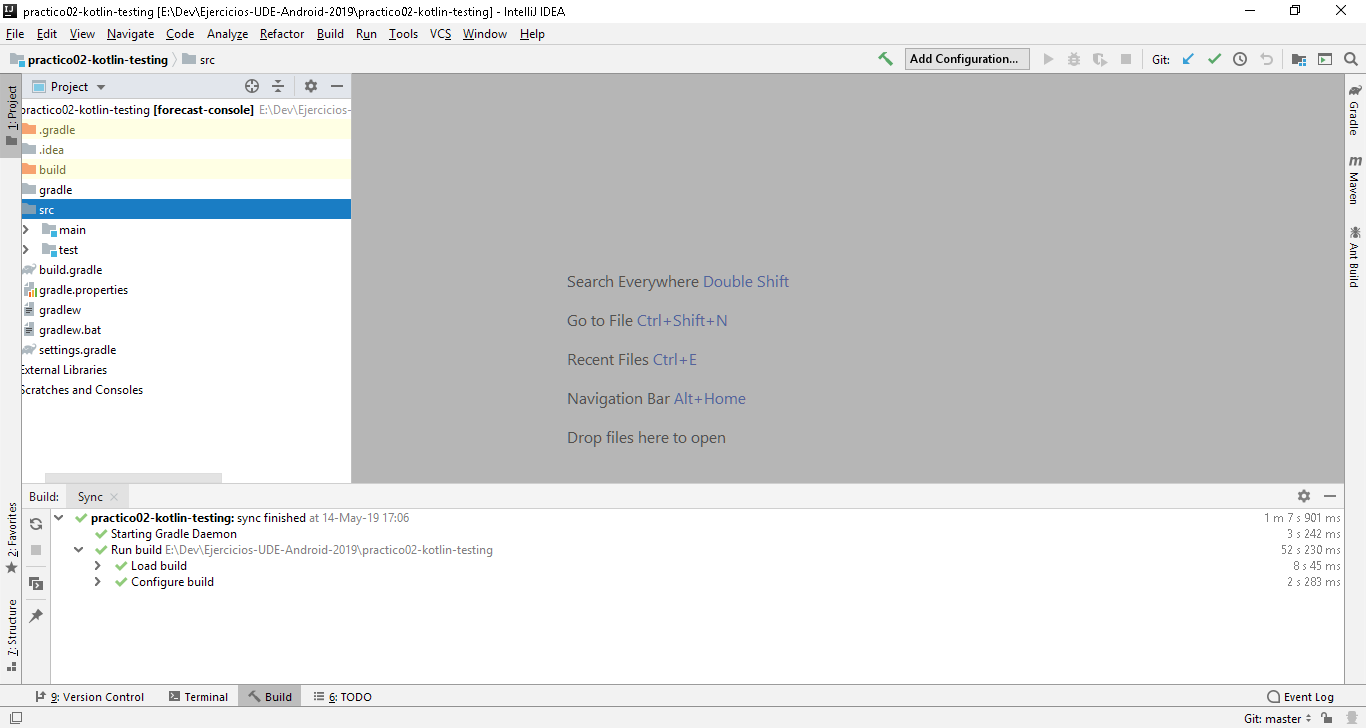 practico02-kotlin-testing [E:\Dev\Ejercicios-UDE-Android-2019\practico02-kotlin-testing] - IntelliJ IDEA
File Edit View Navigate Code Analyze Refactor Build Run Tools VCS Window Help
practico02-kotlin-testing src Add Configuration... Git:
1: Project
Project
practico02-kotlin-testing [forecast-console] E:\Dev\Ejercicios-
.gradle
.idea
build
gradle
src
main
test
build.gradle
gradle.properties
gradlew
gradlew.bat
settings.gradle
External Libraries
Scratches and Consoles
Search Everywhere Double Shift
Go to File Ctrl+Shift+N
Recent Files Ctrl+E
Navigation Bar Alt+Home
Drop files here to open
Gradle
m
Maven
Ant Build
2: Favorites
7: Structure
Build: Sync
practico02-kotlin-testing: sync finished at 14-May-19 17:06 1 m 7 s 901 ms
Starting Gradle Daemon 3 s 242 ms
Run build E:\Dev\Ejercicios-UDE-Android-2019\practico02-kotlin-testing 52 s 230 ms
Load build 8 s 45 ms
Configure build 2 s 283 ms
9: Version Control Terminal Build 6: TODO Event Log
Git: master